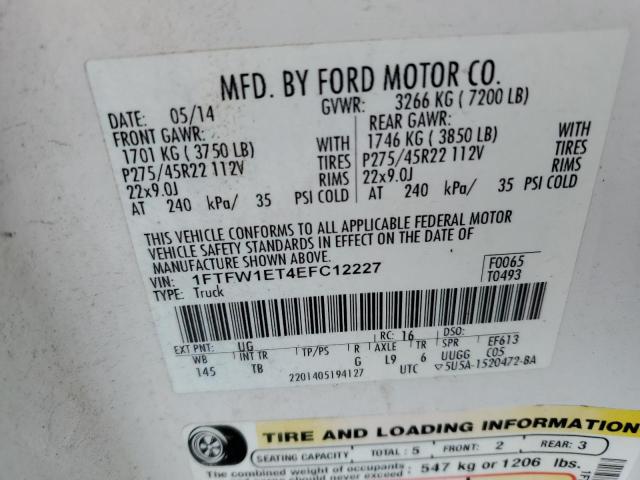 MFD. BY FORD MOTOR CO.
DATE: 05/14 GVWR: 3266 KG ( 7200 LB)
FRONT GAWR: REAR GAWR:
1701 KG ( 3750 LB) WITH 1746 KG ( 3850 LB) WITH
P275/45R22 112V TIRES P275/45R22 112V TIRES
22x9.0J RIMS 22x9.0J RIMS
AT 240 kPa/ 35 PSI COLD AT 240 kPa/ 35 PSI COLD
THIS VEHICLE CONFORMS TO ALL APPLICABLE FEDERAL MOTOR
VEHICLE SAFETY STANDARDS IN EFFECT ON THE DATE OF
MANUFACTURE SHOWN ABOVE.
VIN: 1FTFW1ET4EFC12227 F0065
TYPE: Truck T0493
EXT PNT: UG RC: 16 DSO:
WB INT TR TP/PS R AXLE TR SPR EF613
145 TB G L9 6 UUGG C05
2201405194127 UTC ▽5U5A-1520472-BA
TIRE AND LOADING INFORMATION
SEATING CAPACITY TOTAL : 5 FRONT: 2 REAR: 3
The combined weight of occupants 547 kg or 1206 lbs.